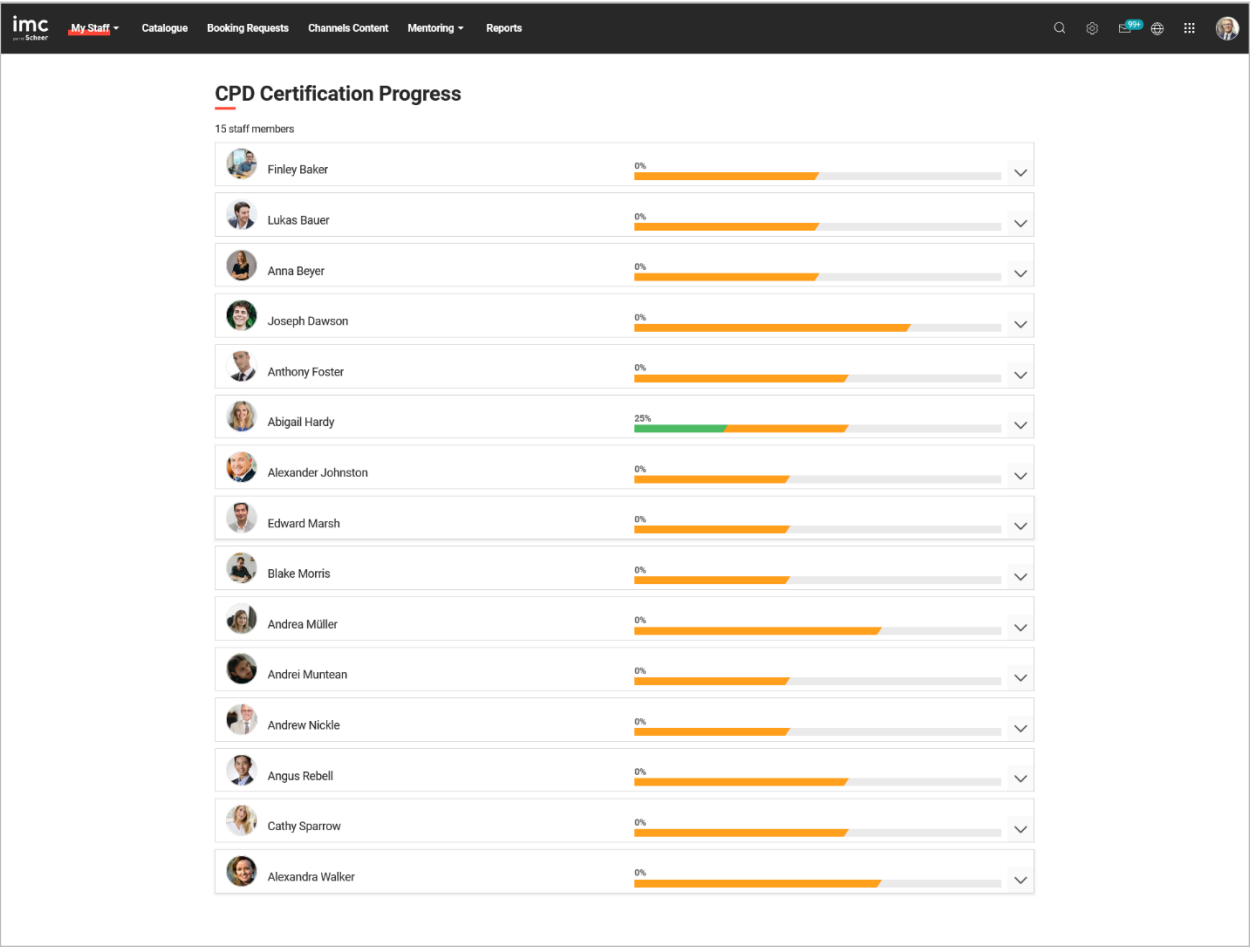 imc
My Staff Catalogue Booking Requests Channels Content Mentoring Reports 99+
Scheer
CPD Certification Progress
15 staff members
Finley Baker 0%
Lukas Bauer 0%
Anna Beyer 0%
Joseph Dawson 0%
Anthony Foster 0%
Abigail Hardy 25%
Alexander Johnston 0%
Edward Marsh 0%
Blake Morris 0%
Andrea Müller 0%
Andrei Muntean 0%
Andrew Nickle 0%
Angus Rebell 0%
Cathy Sparrow 0%
Alexandra Walker 0%